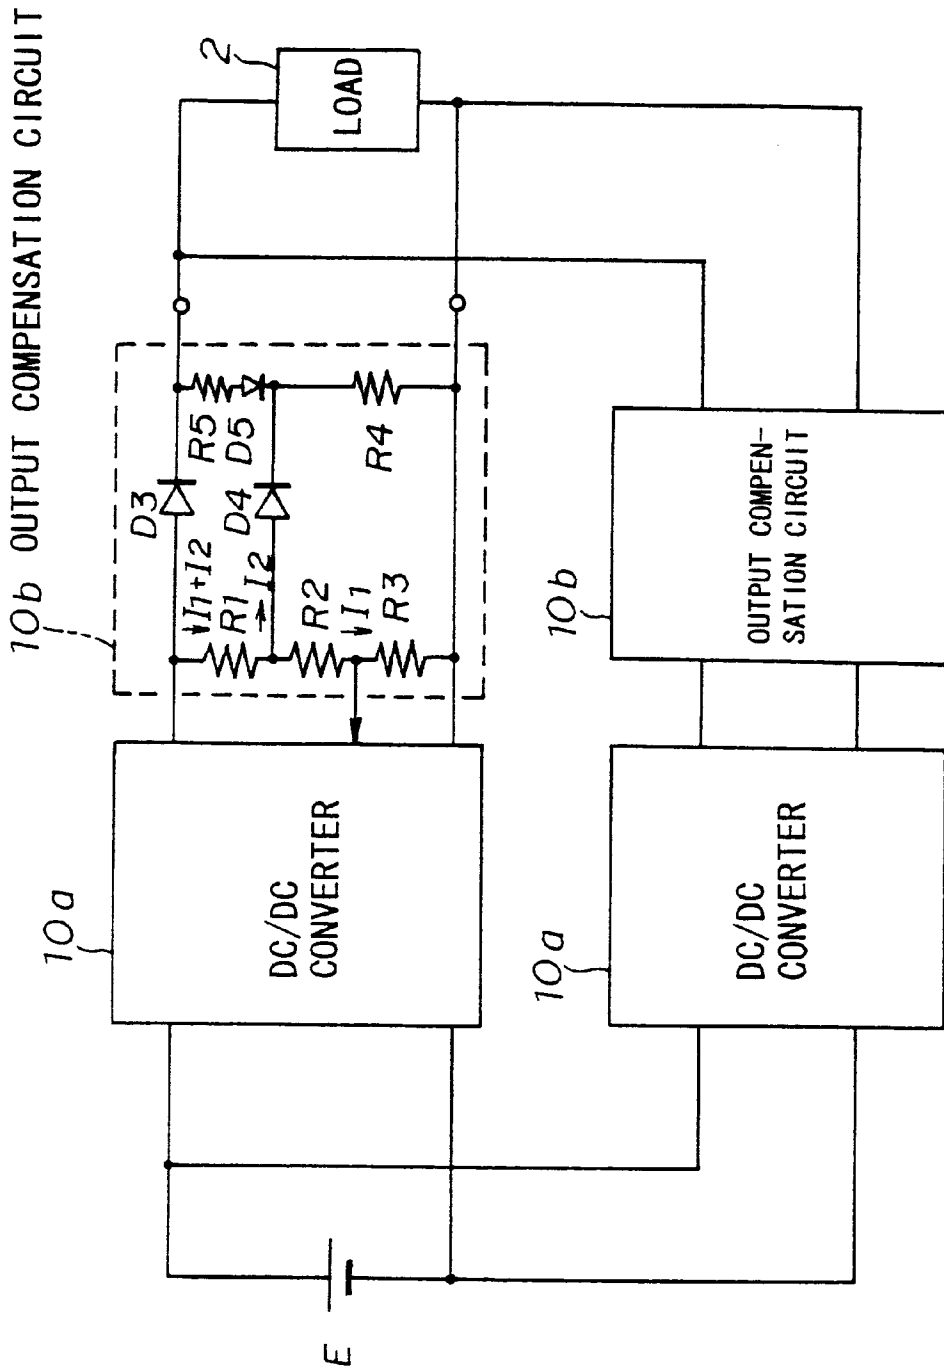 10b OUTPUT COMPENSATION CIRCUIT
10a
DC/DC
CONVERTER
D3
I1+I2
R1
I2
D4
R5
D5
R2
I1
R3
R4
2
LOAD
E
10a
DC/DC
CONVERTER
10b
OUTPUT COMPEN-
SATION CIRCUIT